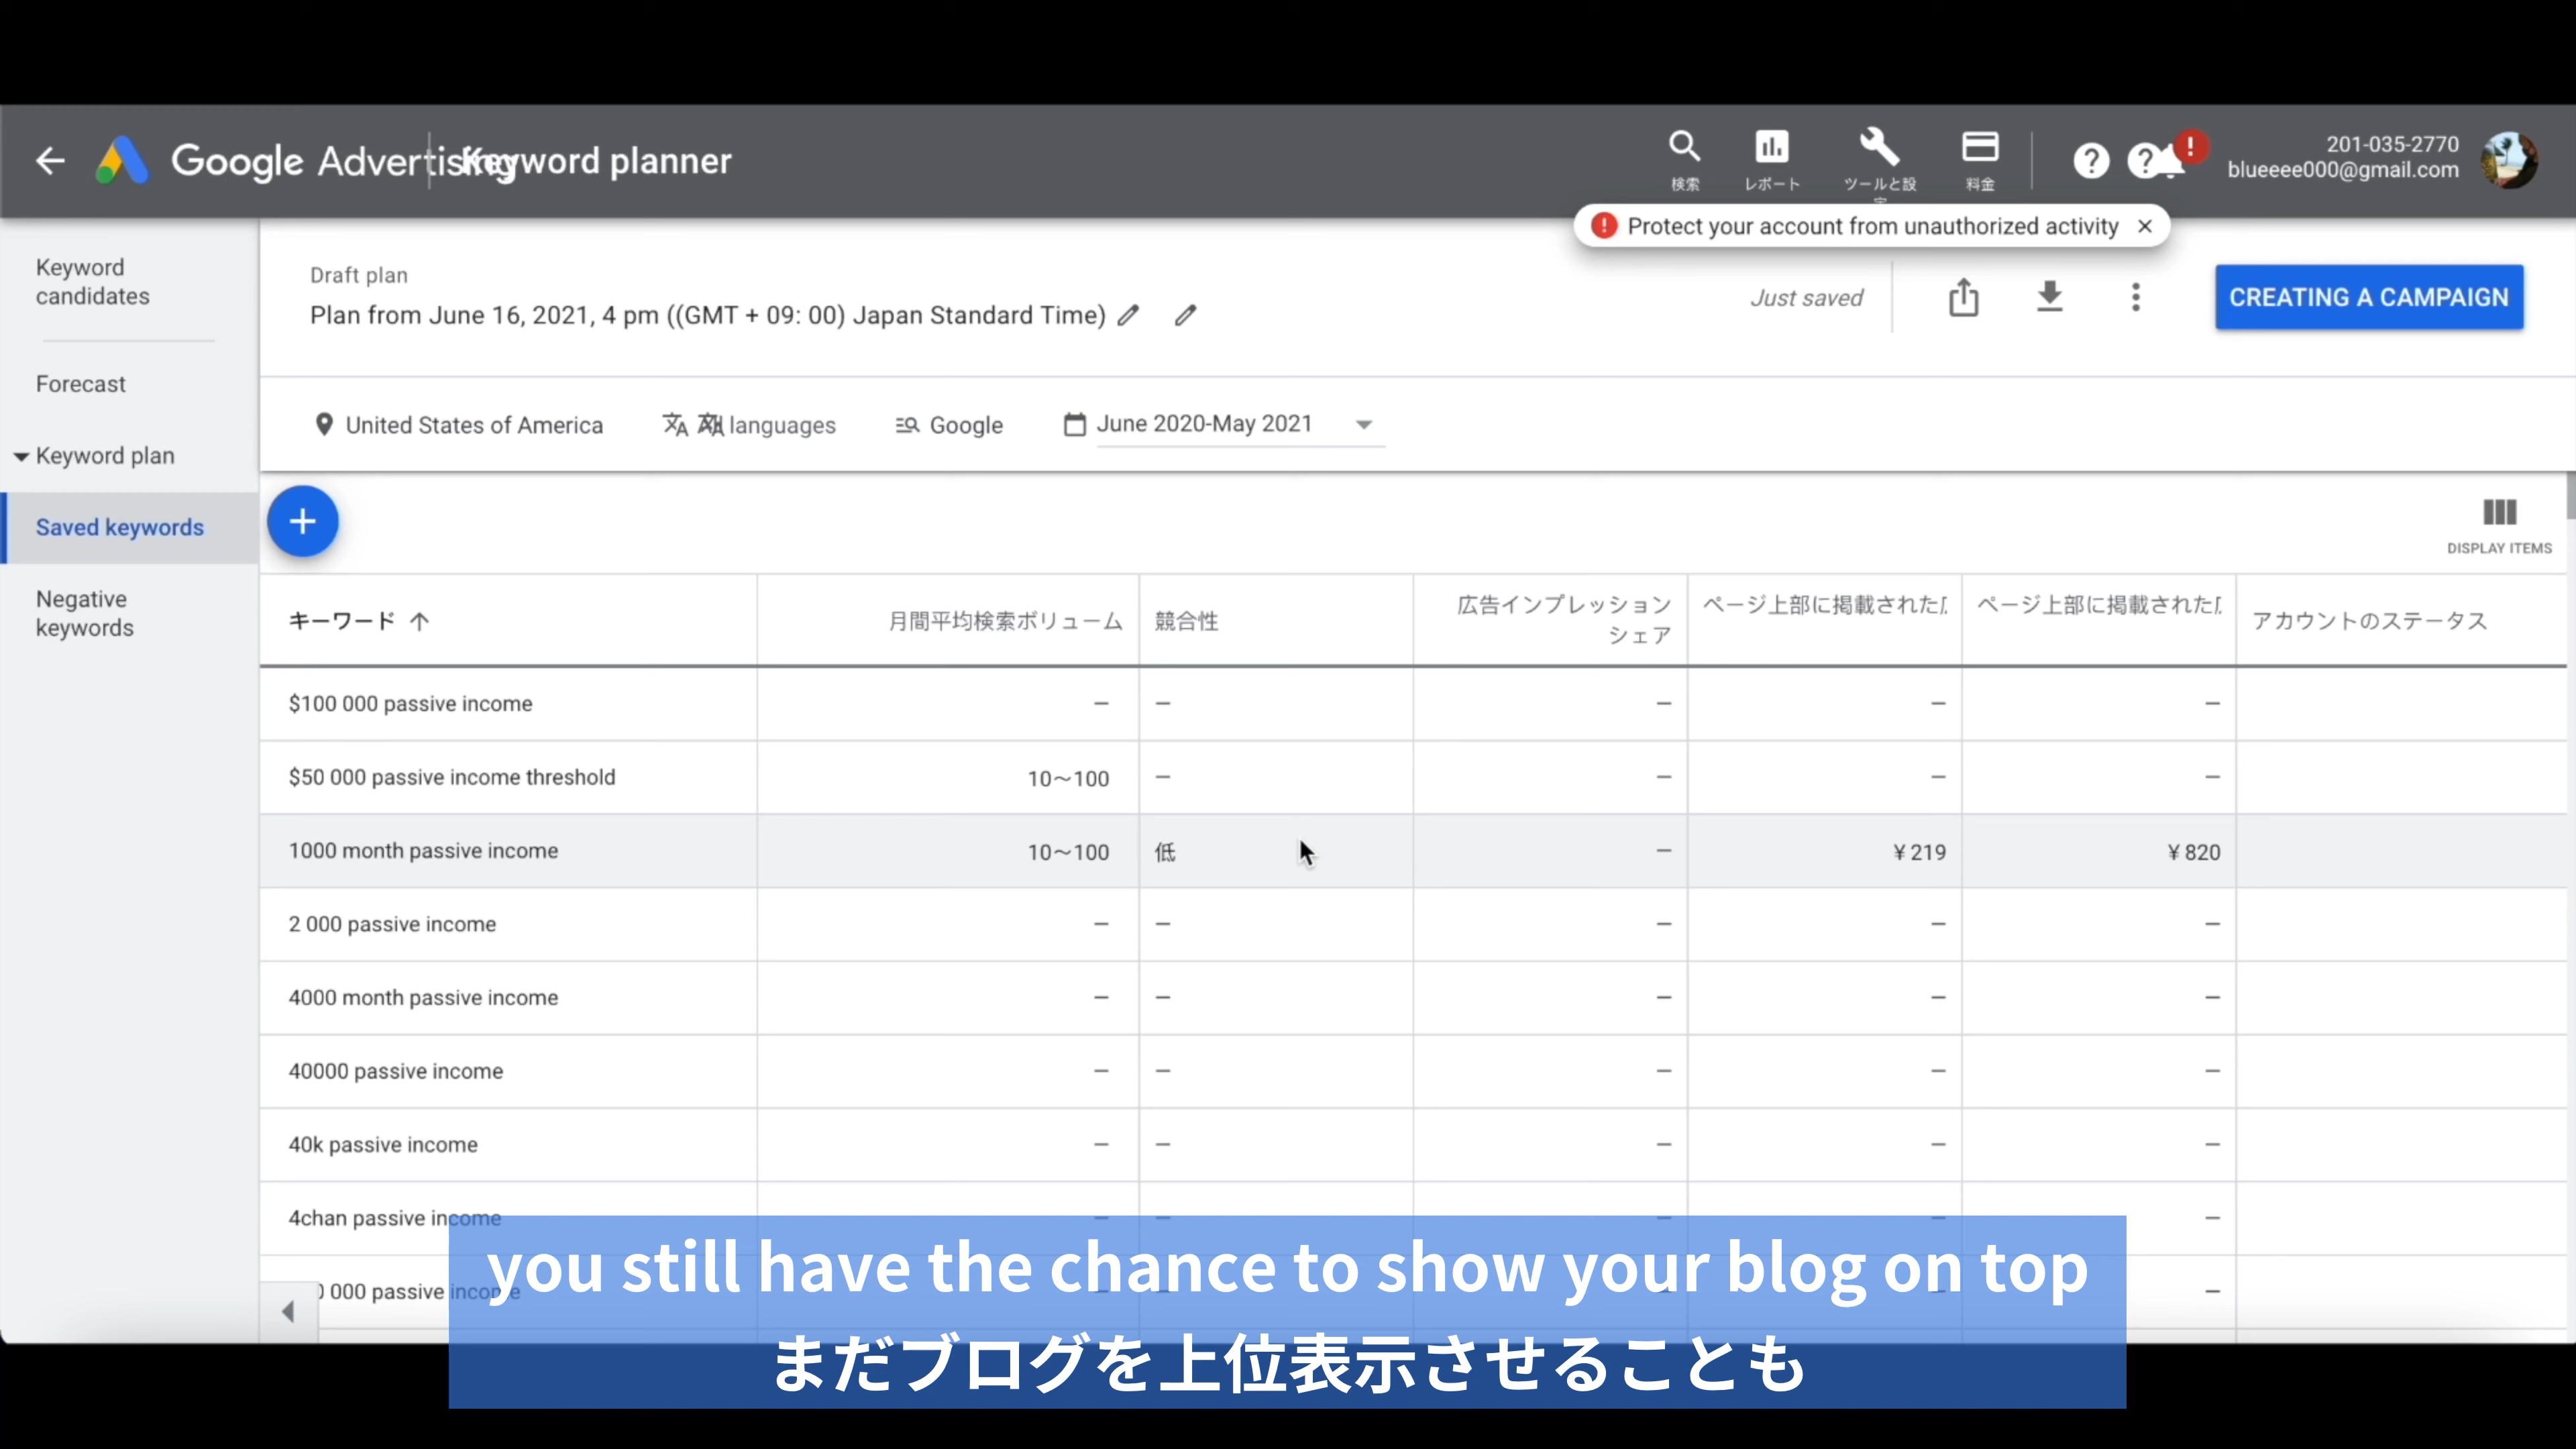 Google Advertising
Keyword planner
検索
レポート
ツールと設定
料金
201-035-2770
blueeee000@gmail.com
Protect your account from unauthorized activity
Keyword candidates
Forecast
Keyword plan
Saved keywords
Negative keywords
Draft plan
Plan from June 16, 2021, 4 pm ((GMT + 09: 00) Japan Standard Time)
Just saved
CREATING A CAMPAIGN
United States of America
languages
Google
June 2020-May 2021
DISPLAY ITEMS
キーワード
月間平均検索ボリューム
競合性
広告インプレッション シェア
ページ上部に掲載された
ページ上部に掲載された
アカウントのステータス
$100 000 passive income – – – – –
$50 000 passive income threshold 10～100 – – – –
1000 month passive income 10～100 低 – ¥219 ¥820
2 000 passive income – – – – –
4000 month passive income – – – – –
40000 passive income – – – – –
40k passive income – – – – –
4chan passive income – – – – –
000 passive income – – – – –
you still have the chance to show your blog on top
まだブログを上位表示させることも